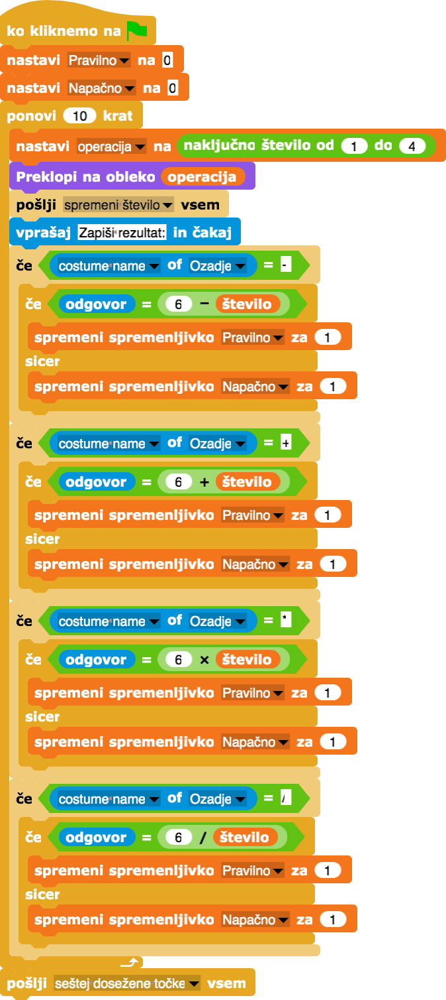 ko kliknemo na
nastavi Pravilno na 0
nastavi Napačno na 0
ponovi 10 krat
nastavi operacija na naključno število od 1 do 4
Preklopi na obleko operacija
pošlji spremeni število vsem
vprašaj Zapiši rezultat: in čakaj
če costume name of Ozadje = -
če odgovor = 6 − število
spremeni spremenljivko Pravilno za 1
sicer
spremeni spremenljivko Napačno za 1
če costume name of Ozadje = +
če odgovor = 6 + število
spremeni spremenljivko Pravilno za 1
sicer
spremeni spremenljivko Napačno za 1
če costume name of Ozadje = *
če odgovor = 6 × število
spremeni spremenljivko Pravilno za 1
sicer
spremeni spremenljivko Napačno za 1
če costume name of Ozadje = /
če odgovor = 6 / število
spremeni spremenljivko Pravilno za 1
sicer
spremeni spremenljivko Napačno za 1
pošlji seštej dosežene točke vsem